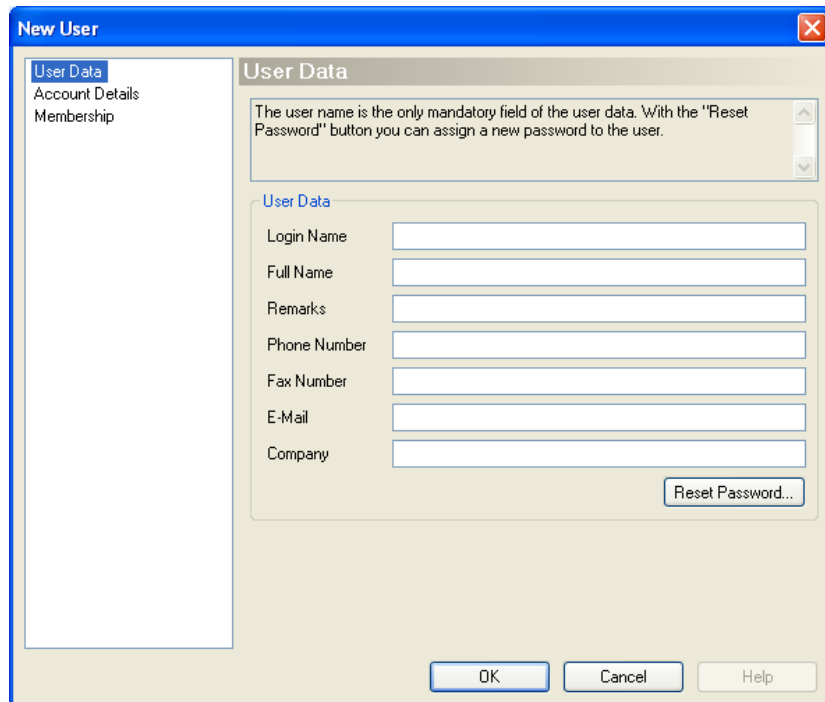 New User
User Data
Account Details
Membership
User Data
The user name is the only mandatory field of the user data. With the "Reset
Password" button you can assign a new password to the user.
User Data
Login Name
Full Name
Remarks
Phone Number
Fax Number
E-Mail
Company
Reset Password...
OK
Cancel
Help